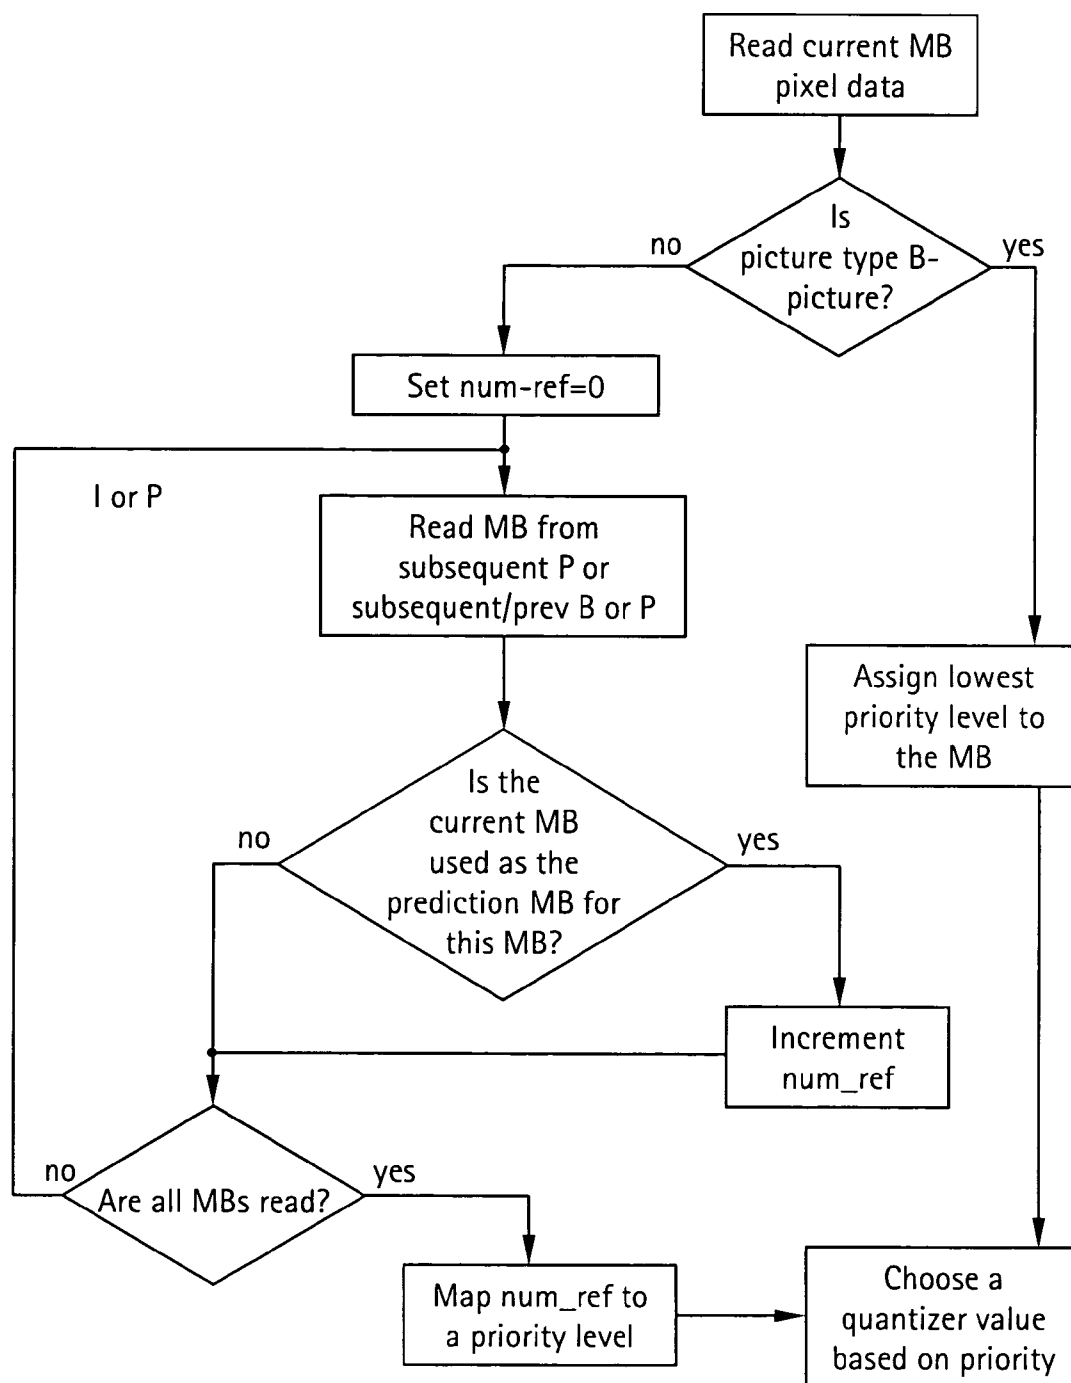 Read current MB
pixel data
Is
picture type B-
picture?
no
yes
Set num-ref=0
I or P
Read MB from
subsequent P or
subsequent/prev B or P
Assign lowest
priority level to
the MB
Is the
current MB
used as the
prediction MB for
this MB?
no
yes
Increment
num_ref
Are all MBs read?
no
yes
Map num_ref to
a priority level
Choose a
quantizer value
based on priority